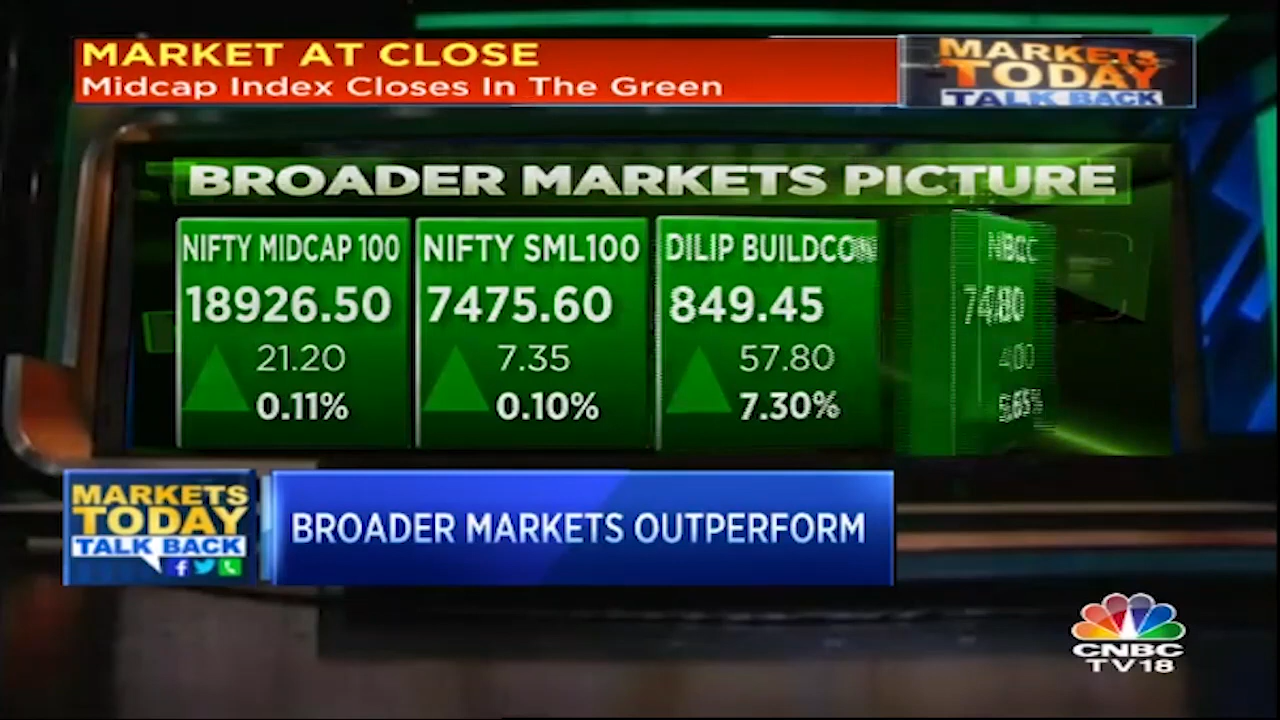 MARKET AT CLOSE
Midcap Index Closes In The Green
MARKETS
TODAY
TALK BACK
BROADER MARKETS PICTURE
NIFTY MIDCAP 100
18926.50
21.20
0.11%
NIFTY SML100
7475.60
7.35
0.10%
DILIP BUILDCON
849.45
57.80
7.30%
74.80
MARKETS
TODAY
TALK BACK
BROADER MARKETS OUTPERFORM
CNBC
TV18